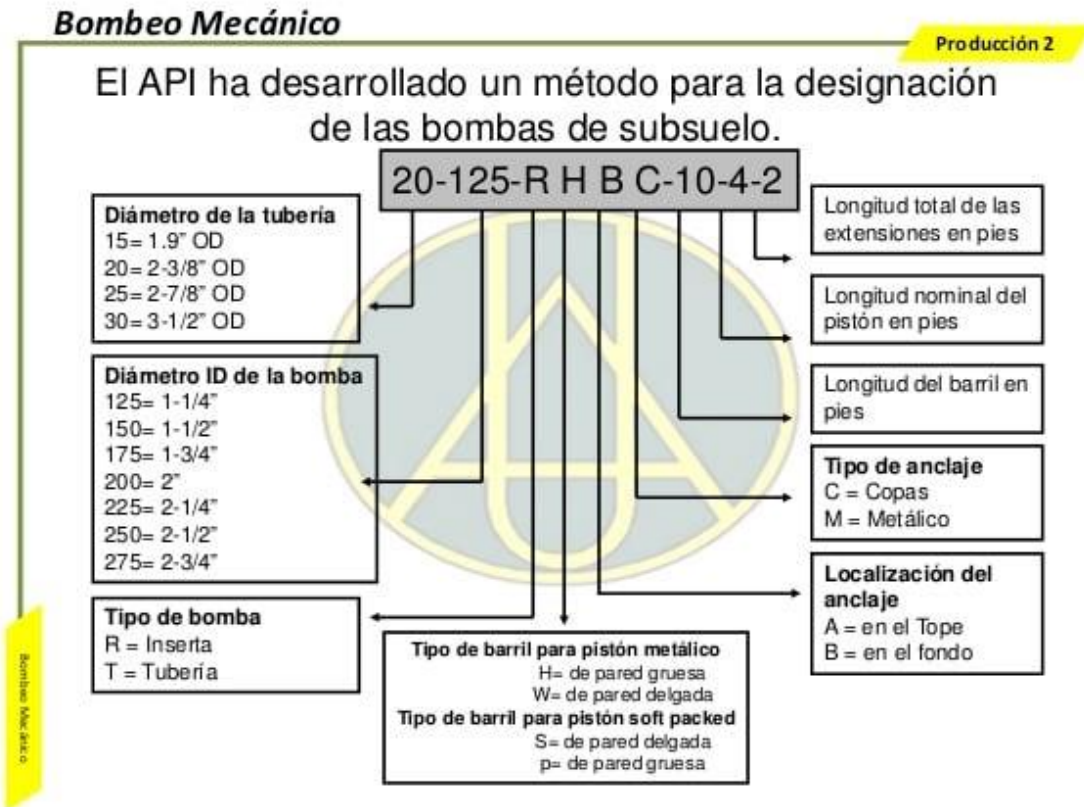 Bombeo Mecánico
Producción 2
El API ha desarrollado un método para la designación
de las bombas de subsuelo.
20-125-R H B C-10-4-2
Diámetro de la tubería
15= 1.9” OD
20= 2-3/8” OD
25= 2-7/8” OD
30= 3-1/2” OD
Diámetro ID de la bomba
125= 1-1/4”
150= 1-1/2”
175= 1-3/4”
200= 2”
225= 2-1/4”
250= 2-1/2”
275= 2-3/4”
Tipo de bomba
R = Inserta
T = Tubería
Tipo de barril para pistón metálico
H= de pared gruesa
W= de pared delgada
Tipo de barril para pistón soft packed
S= de pared delgada
p= de pared gruesa
Longitud total de las
extensiones en pies
Longitud nominal del
pistón en pies
Longitud del barril en
pies
Tipo de anclaje
C = Copas
M = Metálico
Localización del
anclaje
A = en el Tope
B = en el fondo
Bombeo Mecánico